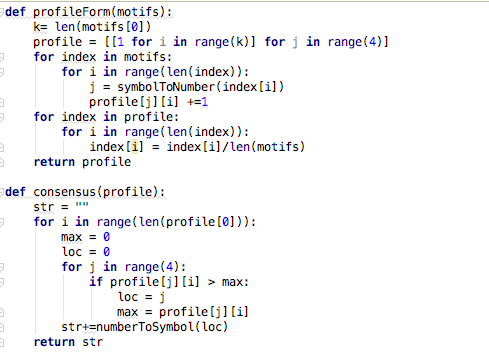 def profileForm(motifs):
    k= len(motifs[0])
    profile = [[1 for i in range(k)] for j in range(4)]
    for index in motifs:
        for i in range(len(index)):
            j = symbolToNumber(index[i])
            profile[j][i] +=1
    for index in profile:
        for i in range(len(index)):
            index[i] = index[i]/len(motifs)
    return profile
def consensus(profile):
    str = ""
    for i in range(len(profile[0])):
        max = 0
        loc = 0
        for j in range(4):
            if profile[j][i] > max:
                loc = j
                max = profile[j][i]
        str+=numberToSymbol(loc)
    return str